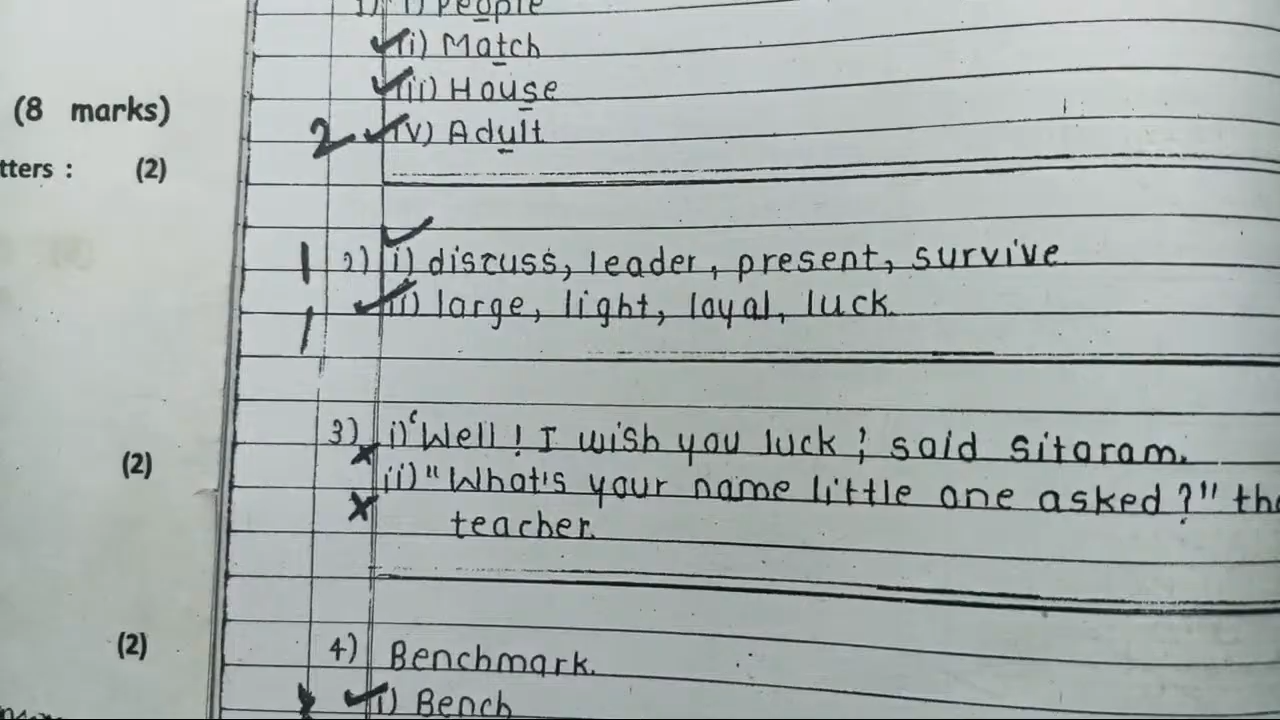 1) i) People
ii) Match
(8 marks)
iii) House
2 iv) Adult
tters : (2)
1 2) i) discuss, leader, present, survive
1 ii) large, light, loyal, luck.
3) i) 'Well! I wish you luck;' said sitaram.
(2)
ii) "What's your name little one asked?" the
teacher.
(2)
4) Benchmark.
i) Bench